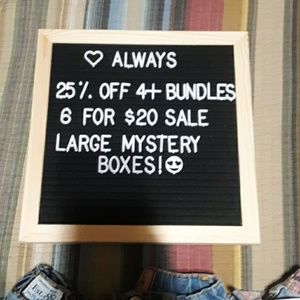 ♡ ALWAYS
25% OFF 4+ BUNDLES
6 FOR $20 SALE
LARGE MYSTERY
BOXES!😍